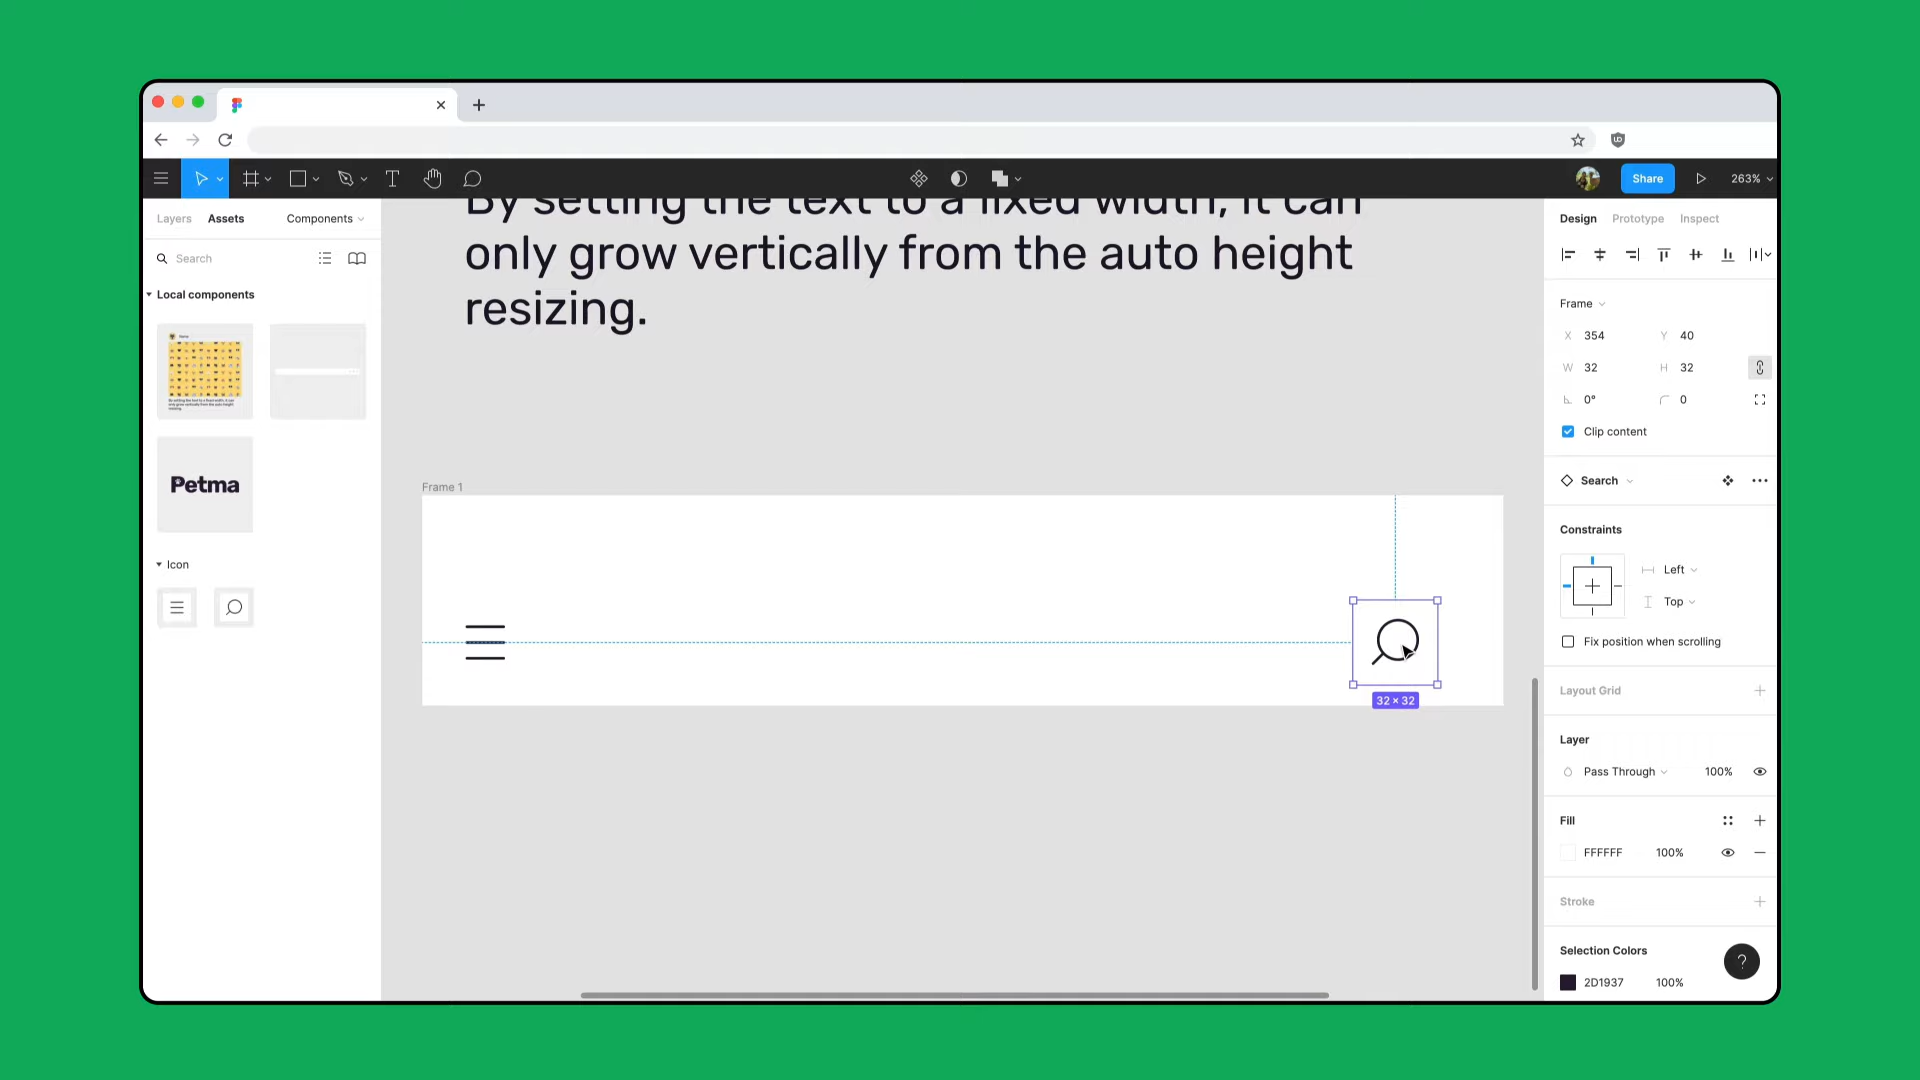 Share
263%
Layers Assets Components
Search
Local components
Petma
Icon
By setting the text to a fixed width, it can
only grow vertically from the auto height
resizing.
Frame 1
32 × 32
Design Prototype Inspect
Frame
X 354 Y 40
W 32 H 32
0° 0
Clip content
Search
Constraints
Left
Top
Fix position when scrolling
Layout Grid
Layer
Pass Through 100%
Fill
FFFFFF 100%
Stroke
Selection Colors
2D1937 100%
?